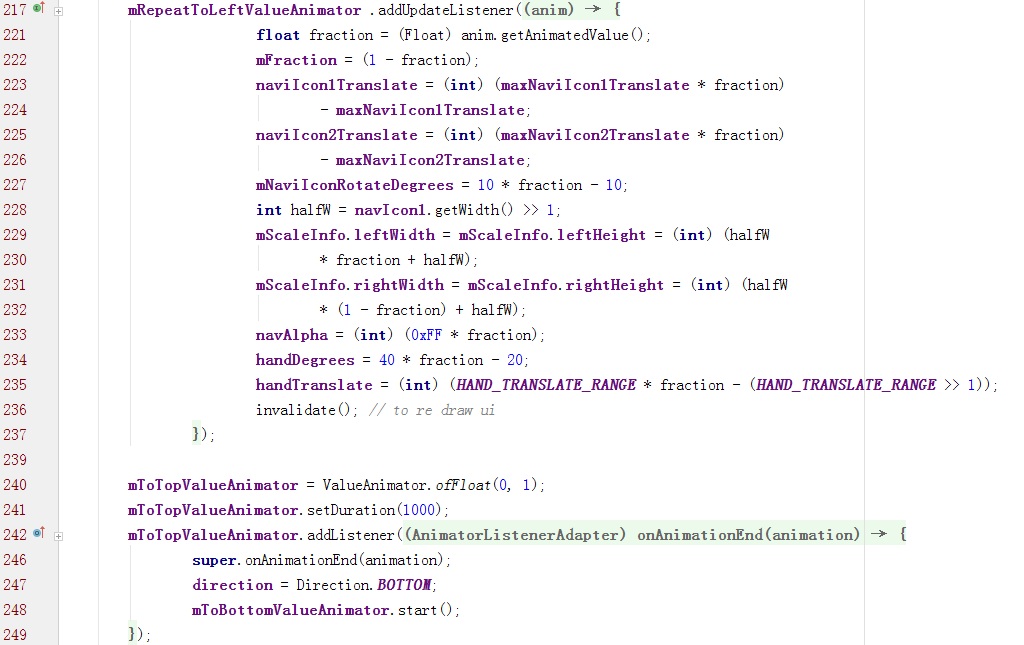 217 mRepeatToLeftValueAnimator .addUpdateListener((anim) → {
221 float fraction = (Float) anim.getAnimatedValue();
222 mFraction = (1 - fraction);
223 naviIcon1Translate = (int) (maxNaviIcon1Translate * fraction)
224 - maxNaviIcon1Translate;
225 naviIcon2Translate = (int) (maxNaviIcon2Translate * fraction)
226 - maxNaviIcon2Translate;
227 mNaviIconRotateDegrees = 10 * fraction - 10;
228 int halfW = navIcon1.getWidth() >> 1;
229 mScaleInfo.leftWidth = mScaleInfo.leftHeight = (int) (halfW
230 * fraction + halfW);
231 mScaleInfo.rightWidth = mScaleInfo.rightHeight = (int) (halfW
232 * (1 - fraction) + halfW);
233 navAlpha = (int) (0xFF * fraction);
234 handDegrees = 40 * fraction - 20;
235 handTranslate = (int) (HAND_TRANSLATE_RANGE * fraction - (HAND_TRANSLATE_RANGE >> 1));
236 invalidate(); // to re draw ui
237 });
239
240 mToTopValueAnimator = ValueAnimator.ofFloat(0, 1);
241 mToTopValueAnimator.setDuration(1000);
242 mToTopValueAnimator.addListener((AnimatorListenerAdapter) onAnimationEnd(animation) → {
246 super.onAnimationEnd(animation);
247 direction = Direction.BOTTOM;
248 mToBottomValueAnimator.start();
249 });